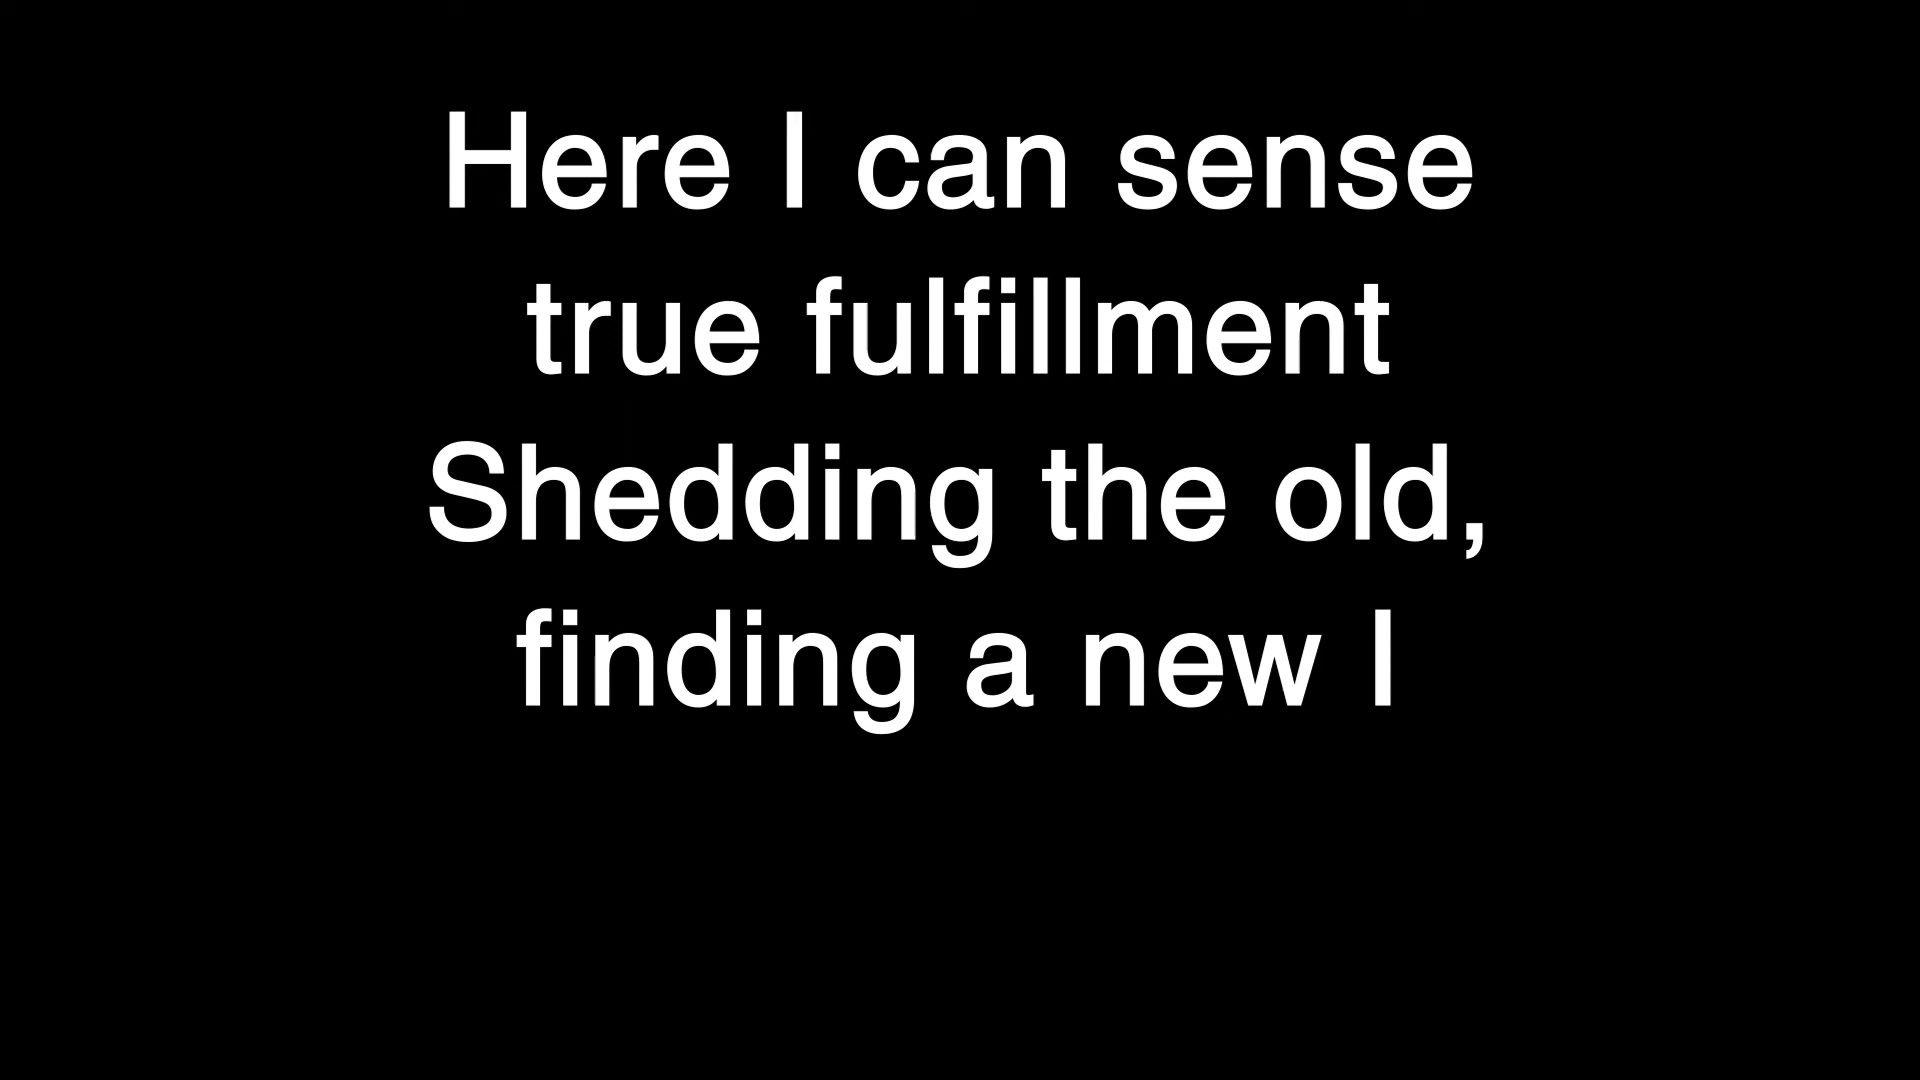 Here I can sense
true fulfillment
Shedding the old,
finding a new I